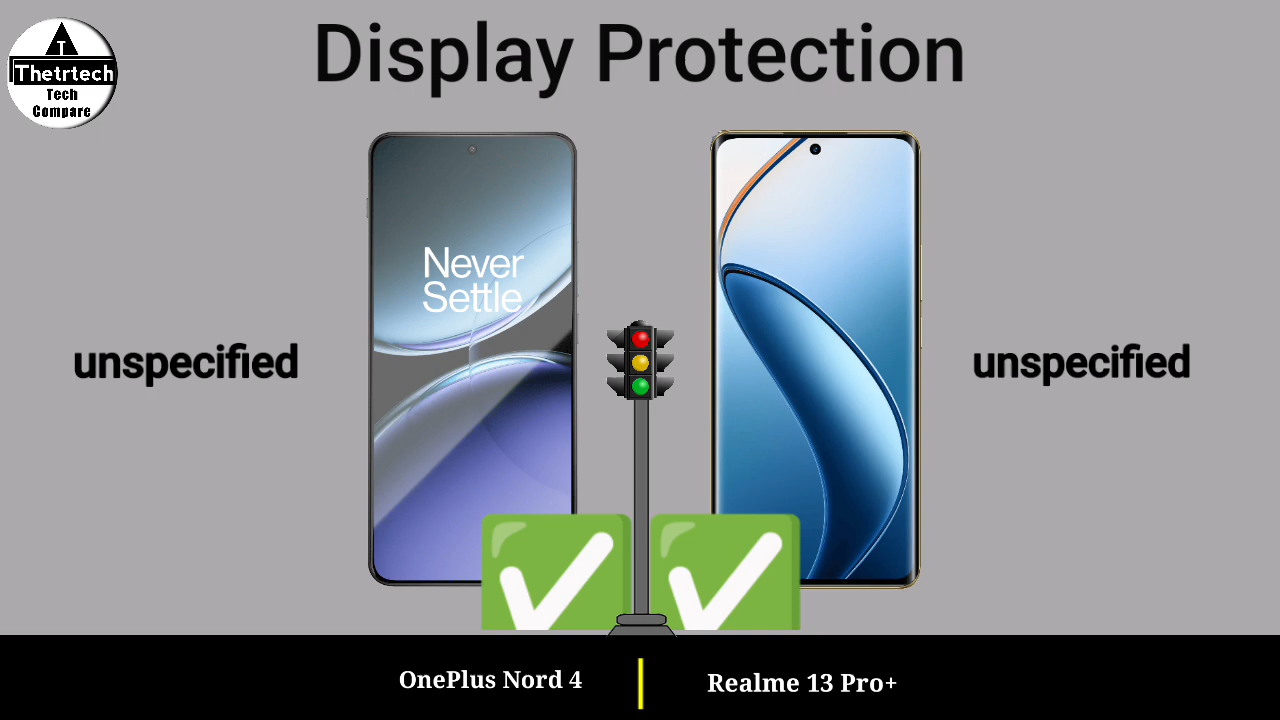 Display Protection
T
Thetrtech
Tech
Compare
Never
Settle
unspecified
unspecified
OnePlus Nord 4
Realme 13 Pro+